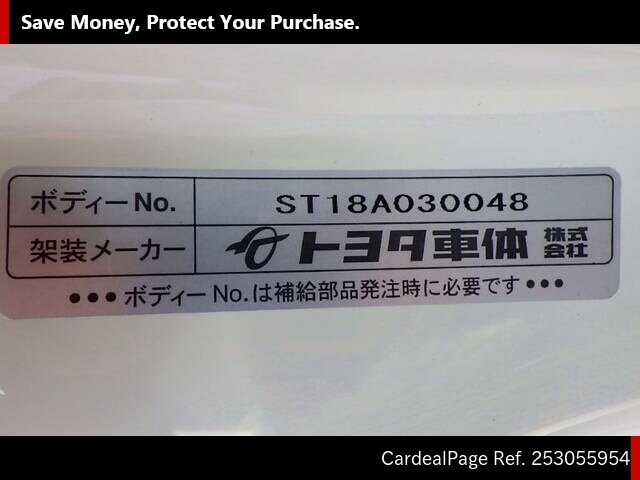 Save Money, Protect Your Purchase.
ボディーNo. ST18A030048
架装メーカー トヨタ車体 株式会社
●●●ボディーNo.は補給部品発注時に必要です●●●
CardealPage Ref. 253055954